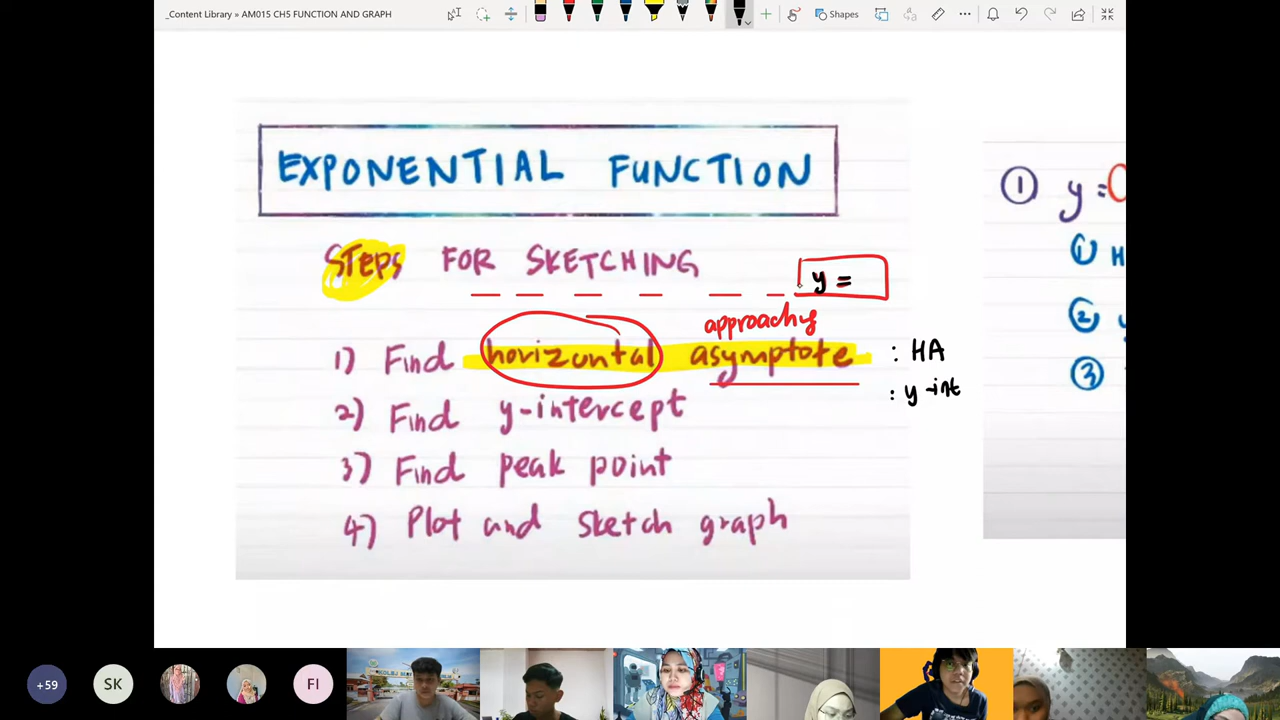 _Content Library » AM015 CH5 FUNCTION AND GRAPH
Shapes
EXPONENTIAL FUNCTION
STEPS FOR SKETCHING
y =
approachy
1) Find horizontal asymptote : HA
2) Find y-intercept : y-int
3) Find peak point
4) Plot and sketch graph
① y =
① H
②
③
+59
SK
FI